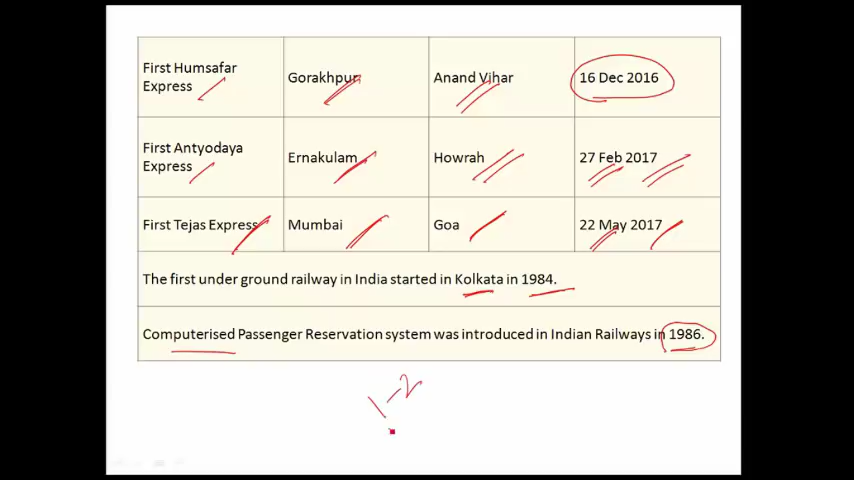 First Humsafar
Express
Gorakhpur
Anand Vihar
16 Dec 2016
First Antyodaya
Express
Ernakulam
Howrah
27 Feb 2017
First Tejas Express
Mumbai
Goa
22 May 2017
The first under ground railway in India started in Kolkata in 1984.
Computerised Passenger Reservation system was introduced in Indian Railways in 1986.
1-2